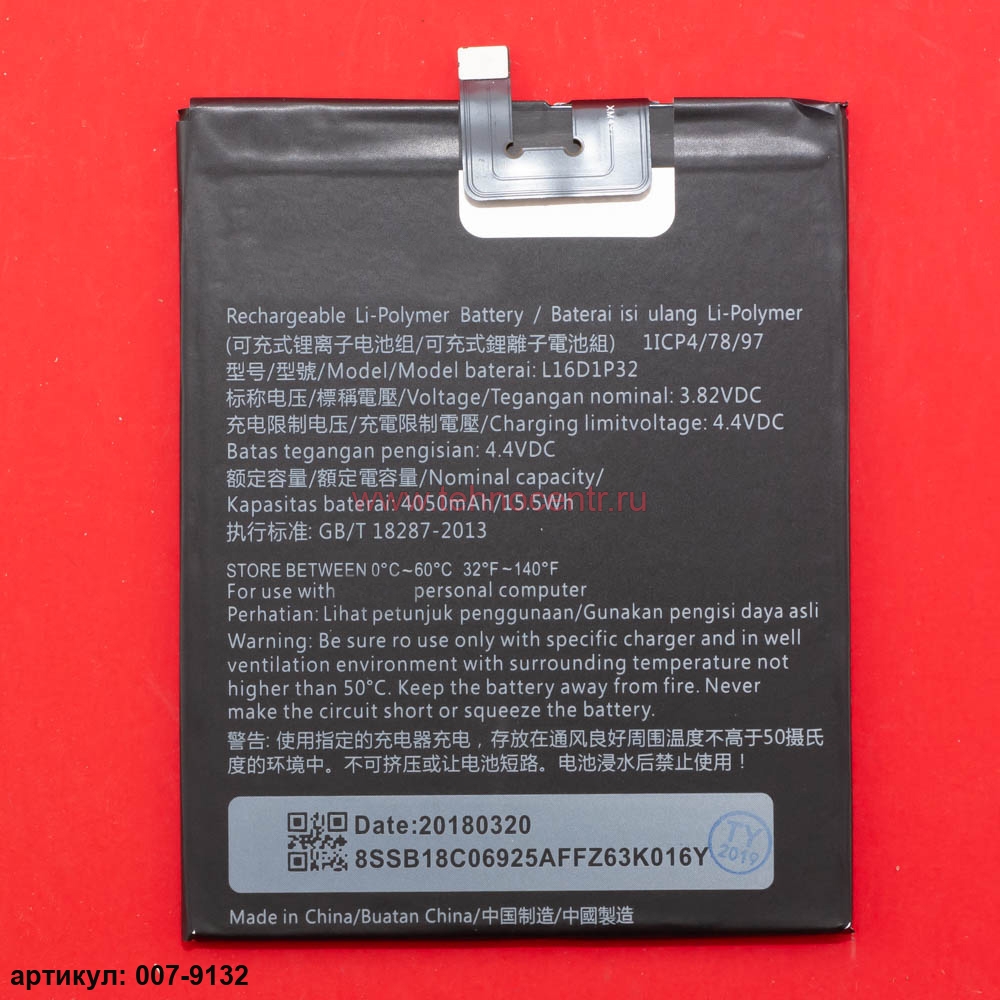 XM
Rechargeable Li-Polymer Battery / Baterai isi ulang Li-Polymer
(可充式锂离子电池组/可充式鋰離子電池組) 1ICP4/78/97
型号/型號/Model/Model baterai: L16D1P32
标称电压/標稱電壓/Voltage/Tegangan nominal: 3.82VDC
充电限制电压/充電限制電壓/Charging limitvoltage: 4.4VDC
Batas tegangan pengisian: 4.4VDC
额定容量/額定電容量/Nominal capacity/
Kapasitas baterai: 4050mAh/15.5Wh
www.tehnocentr.ru
执行标准: GB/T 18287-2013
STORE BETWEEN 0°C~60°C 32°F~140°F
For use with personal computer
Perhatian: Lihat petunjuk penggunaan/Gunakan pengisi daya asli
Warning: Be sure ro use only with specific charger and in well
ventilation environment with surrounding temperature not
higher than 50°C. Keep the battery away from fire. Never
make the circuit short or squeeze the battery.
警告: 使用指定的充电器充电，存放在通风良好周围温度不高于50摄氏
度的环境中。不可挤压或让电池短路。电池浸水后禁止使用！
Date:20180320
8SSB18C06925AFFZ63K016Y
TY
2019
Made in China/Buatan China/中国制造/中國製造
артикул: 007-9132